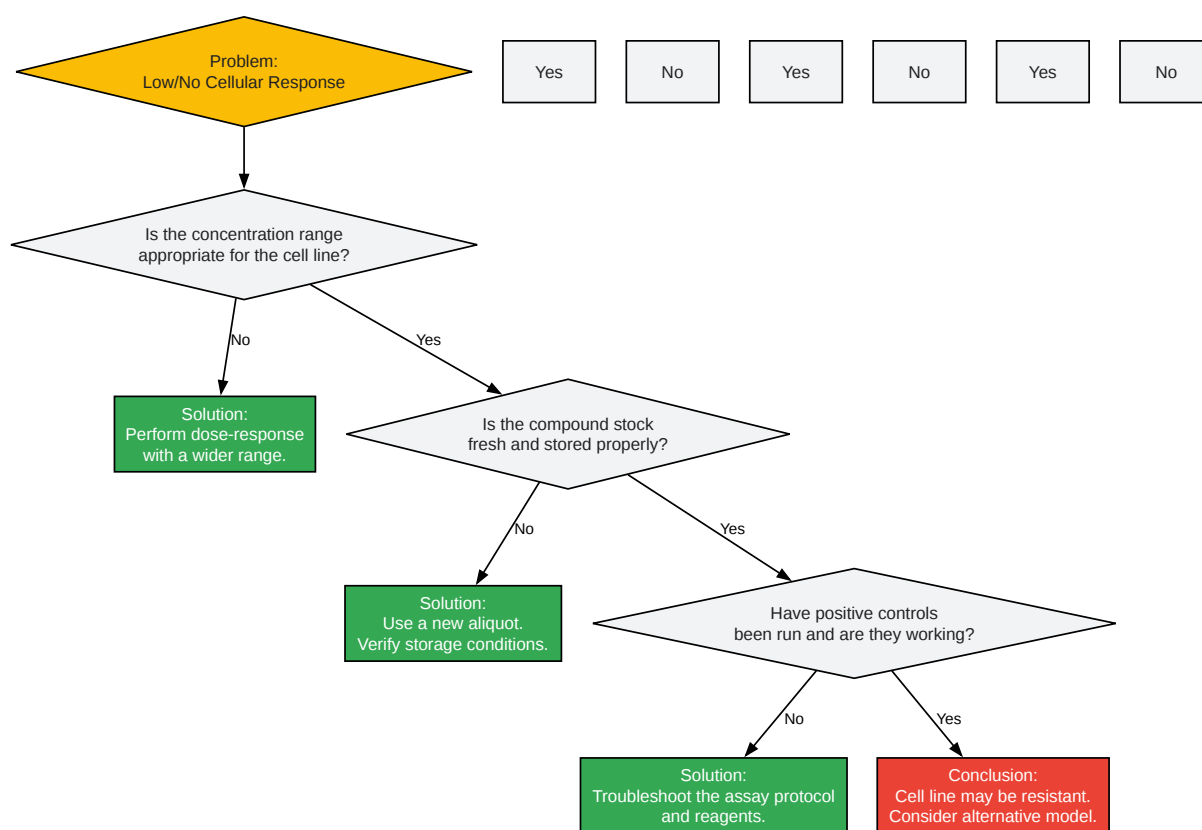 Problem:
Low/No Cellular Response
Yes
No
Yes
No
Yes
No
Is the concentration range
appropriate for the cell line?
No
Yes
Solution:
Perform dose-response
with a wider range.
Is the compound stock
fresh and stored properly?
No
Yes
Solution:
Use a new aliquot.
Verify storage conditions.
Have positive controls
been run and are they working?
No
Yes
Solution:
Troubleshoot the assay protocol
and reagents.
Conclusion:
Cell line may be resistant.
Consider alternative model.